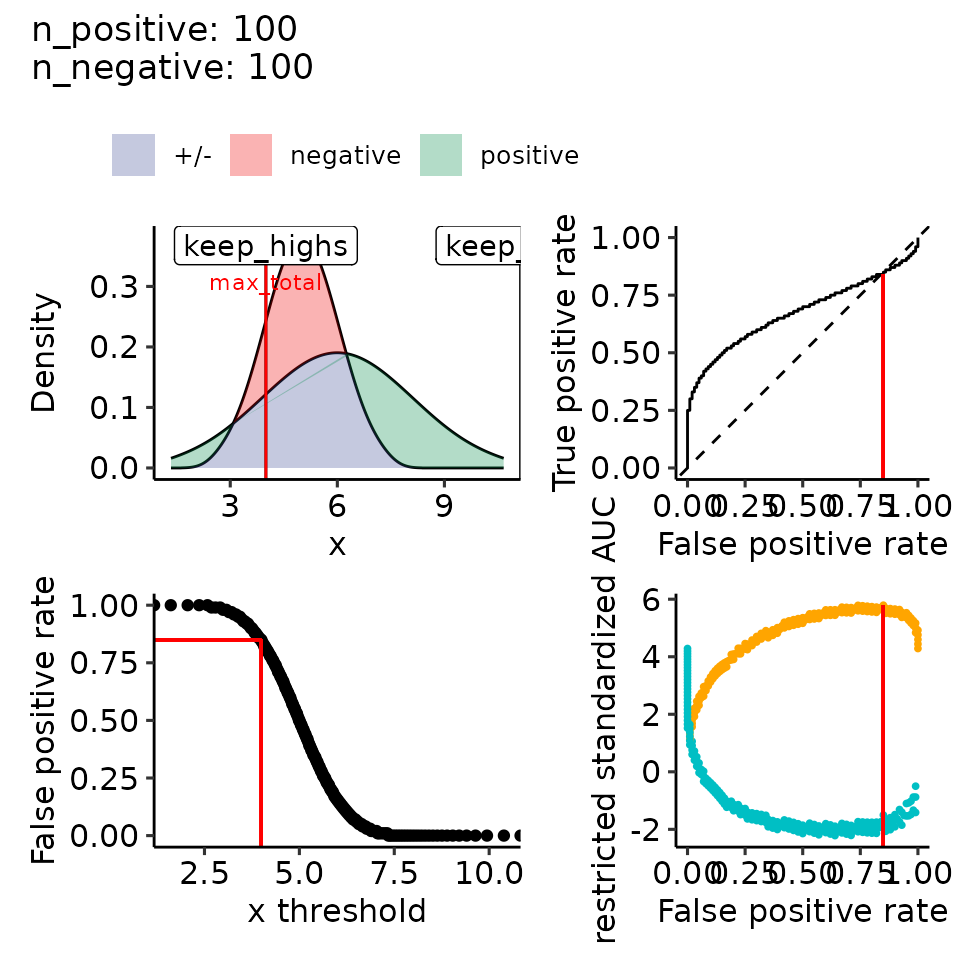 n_positive: 100
n_negative: 100
+/- negative positive
keep_highs keep_
max_total
Density
0.3
0.2
0.1
0.0
3 6 9
x
True positive rate
1.00
0.75
0.50
0.25
0.00
0.00 0.25 0.50 0.75 1.00
False positive rate
False positive rate
1.00
0.75
0.50
0.25
0.00
2.5 5.0 7.5 10.0
x threshold
restricted standardized AUC
6
4
2
0
-2
0.00 0.25 0.50 0.75 1.00
False positive rate